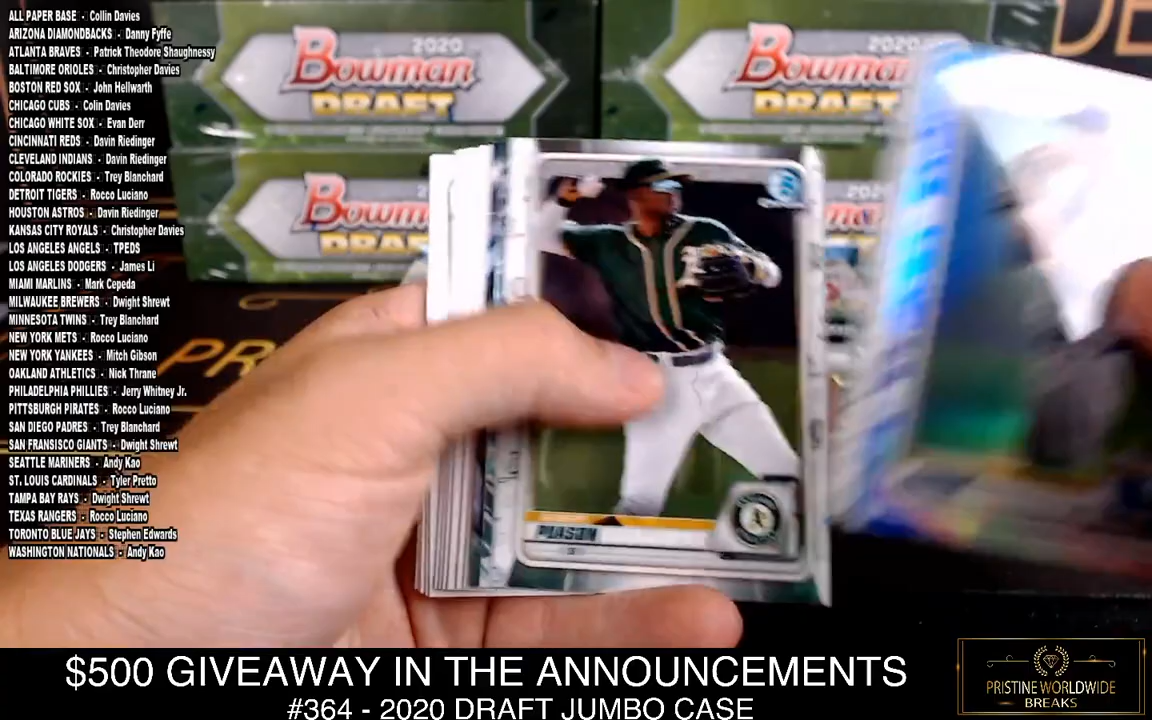 ALL PAPER BASE - Collin Davies
ARIZONA DIAMONDBACKS - Danny Fyffe
ATLANTA BRAVES - Patrick Theodore Shaughnessy
BALTIMORE ORIOLES - Christopher Davies
BOSTON RED SOX - John Hellwarth
CHICAGO CUBS - Colin Davies
CHICAGO WHITE SOX - Evan Derr
CINCINNATI REDS - Davin Riedinger
CLEVELAND INDIANS - Davin Riedinger
COLORADO ROCKIES - Trey Blanchard
DETROIT TIGERS - Rocco Luciano
HOUSTON ASTROS - Davin Riedinger
KANSAS CITY ROYALS - Christopher Davies
LOS ANGELES ANGELS - TPEDS
LOS ANGELES DODGERS - James Li
MIAMI MARLINS - Mark Cepeda
MILWAUKEE BREWERS - Dwight Shrewt
MINNESOTA TWINS - Trey Blanchard
NEW YORK METS - Rocco Luciano
NEW YORK YANKEES - Mitch Gibson
OAKLAND ATHLETICS - Nick Thrane
PHILADELPHIA PHILLIES - Jerry Whitney Jr.
PITTSBURGH PIRATES - Rocco Luciano
SAN DIEGO PADRES - Trey Blanchard
SAN FRANSISCO GIANTS - Dwight Shrewt
SEATTLE MARINERS - Andy Kao
ST. LOUIS CARDINALS - Tyler Pretto
TAMPA BAY RAYS - Dwight Shrewt
TEXAS RANGERS - Rocco Luciano
TORONTO BLUE JAYS - Stephen Edwards
WASHINGTON NATIONALS - Andy Kao
2020
Bowman
DRAFT
2020
Bowma
DRAFT
Bowm
DRAF
202
PR
DE
$500 GIVEAWAY IN THE ANNOUNCEMENTS
#364 - 2020 DRAFT JUMBO CASE
PRISTINE WORLDWIDE
BREAKS